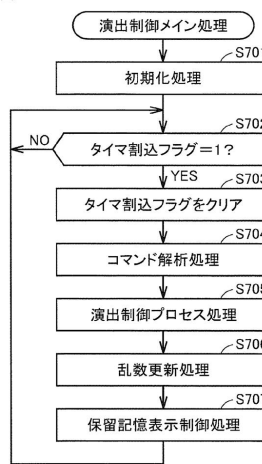 演出制御メイン処理
S701
初期化処理
S702
タイマ割込フラグ=1?
NO
YES
S703
タイマ割込フラグをクリア
S704
コマンド解析処理
S705
演出制御プロセス処理
S706
乱数更新処理
S707
保留記憶表示制御処理